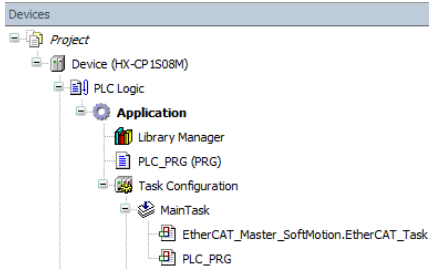 Devices
Project
Device (HX-CP1S08M)
PLC Logic
Application
Library Manager
PLC_PRG (PRG)
Task Configuration
MainTask
EtherCAT_Master_SoftMotion.EtherCAT_Task
PLC_PRG